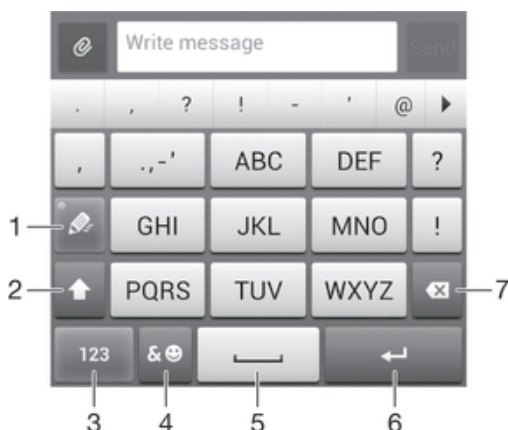 Write message Send
. , ? ! - ' @
, .,-' ABC DEF ?
1 GHI JKL MNO !
2 PQRS TUV WXYZ 7
123 &
3 4 5 6